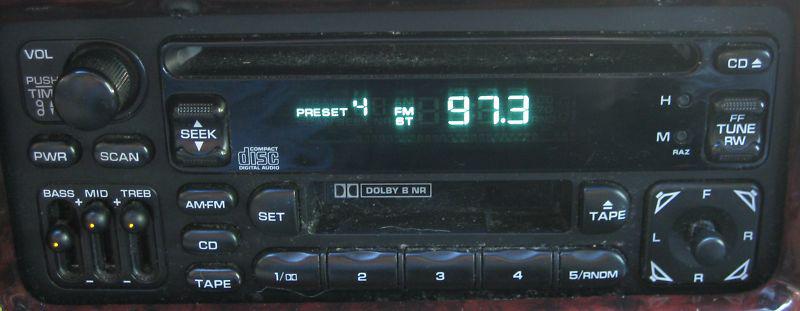 VOL
PUSH
TIME
PWR
SCAN
SEEK
COMPACT
disc
DIGITAL AUDIO
PRESET 4
FM
ST
97.3
CD
H
M
RAZ
FF
TUNE
RW
BASS MID TREB
+ +
- -
AM•FM
CD
TAPE
SET
DOLBY B NR
TAPE
1/
2
3
4
5/RNDM
F
L
R
R